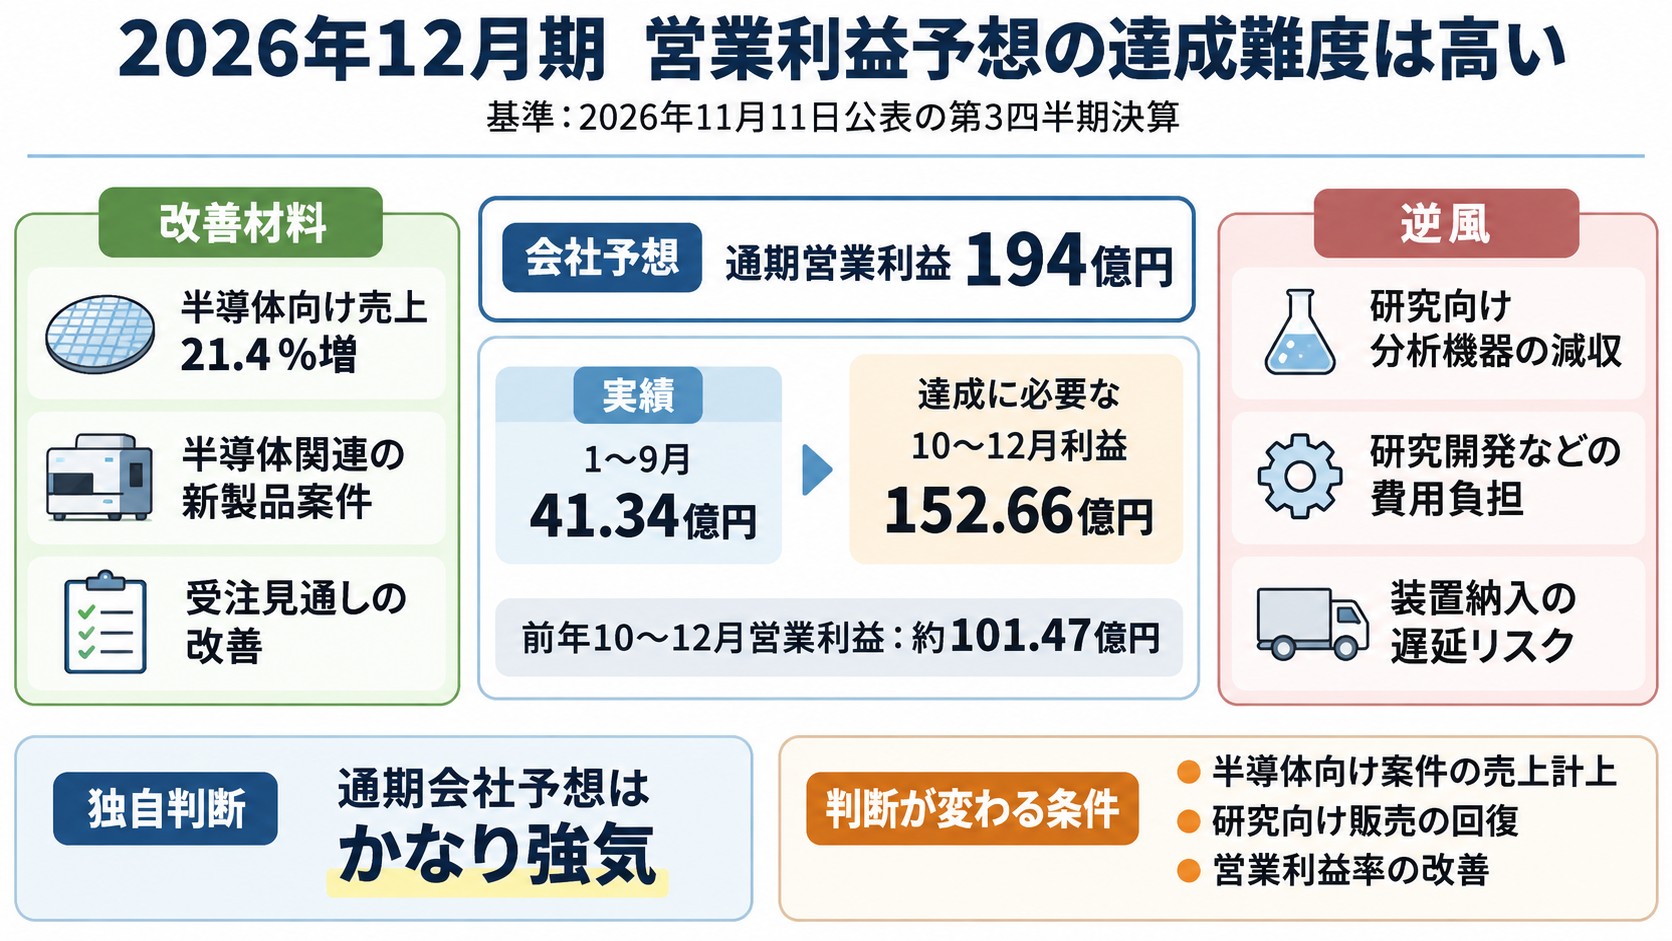 2026年12月期 営業利益予想の達成難度は高い
基準：2026年11月11日公表の第3四半期決算
改善材料
半導体向け売上
21.4％増
半導体関連の
新製品案件
受注見通しの
改善
会社予想
通期営業利益 194億円
実績
1〜9月
41.34億円
達成に必要な
10〜12月利益
152.66億円
前年10〜12月営業利益：約101.47億円
逆風
研究向け
分析機器の減収
研究開発などの
費用負担
装置納入の
遅延リスク
独自判断
通期会社予想は
かなり強気
判断が変わる条件
半導体向け案件の売上計上
研究向け販売の回復
営業利益率の改善